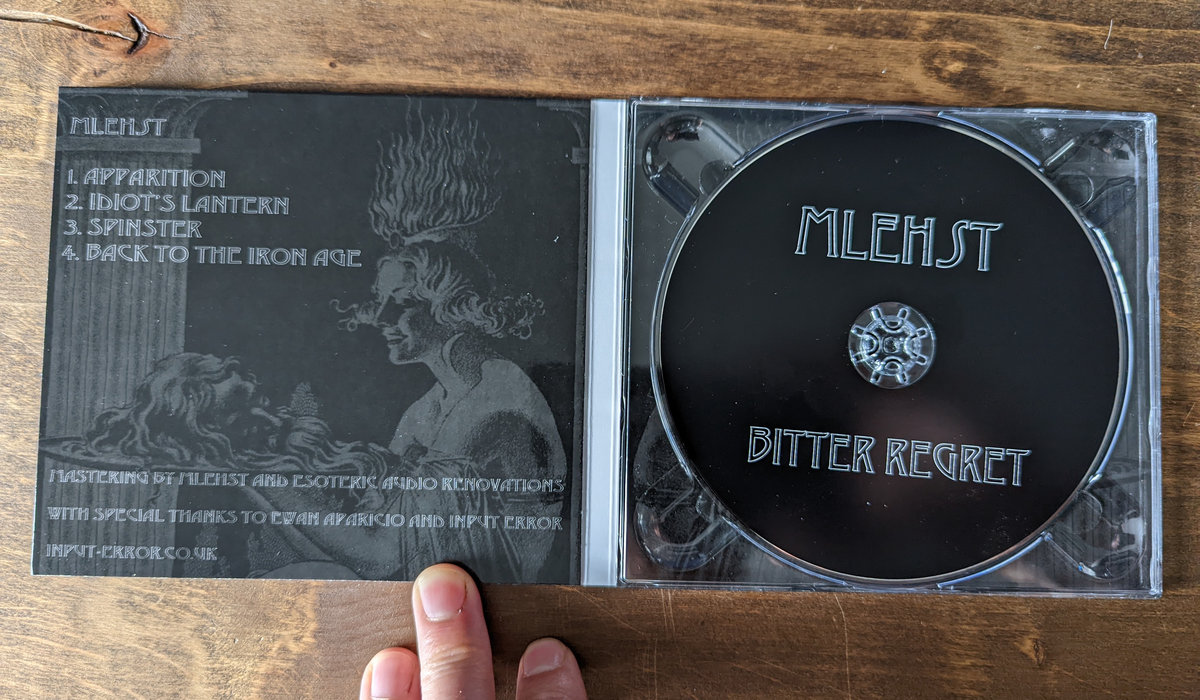 MLEHST
1. APPARITION
2. IDIOT'S LANTERN
3. SPINSTER
4. BACK TO THE IRON AGE
MASTERING BY MLEHST AND ESOTERIC AUDIO RENOVATIONS
WITH SPECIAL THANKS TO EWAN APARICIO AND INPUT ERROR
INPUT-ERROR.CO.UK
MLEHST
BITTER REGRET